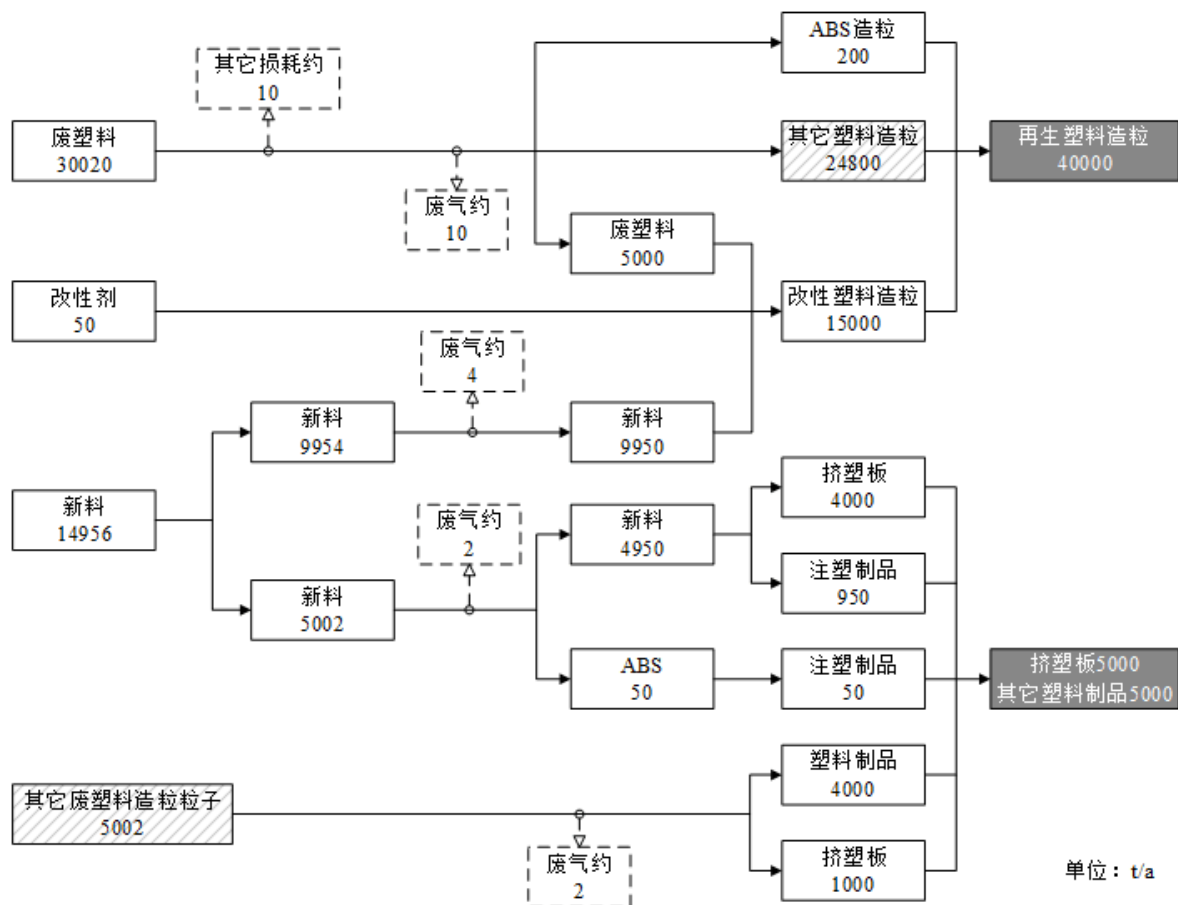 ABS造粒
200
其它损耗约
10
废塑料
30020
其它塑料造粒
24800
再生塑料造粒
40000
废气约
10
废塑料
5000
改性剂
50
改性塑料造粒
15000
废气约
4
新料
9954
新料
9950
挤塑板
4000
新料
14956
废气约
2
新料
4950
注塑制品
950
新料
5002
ABS
50
注塑制品
50
挤塑板5000
其它塑料制品5000
塑料制品
4000
其它废塑料造粒粒子
5002
废气约
2
挤塑板
1000
单位：t/a